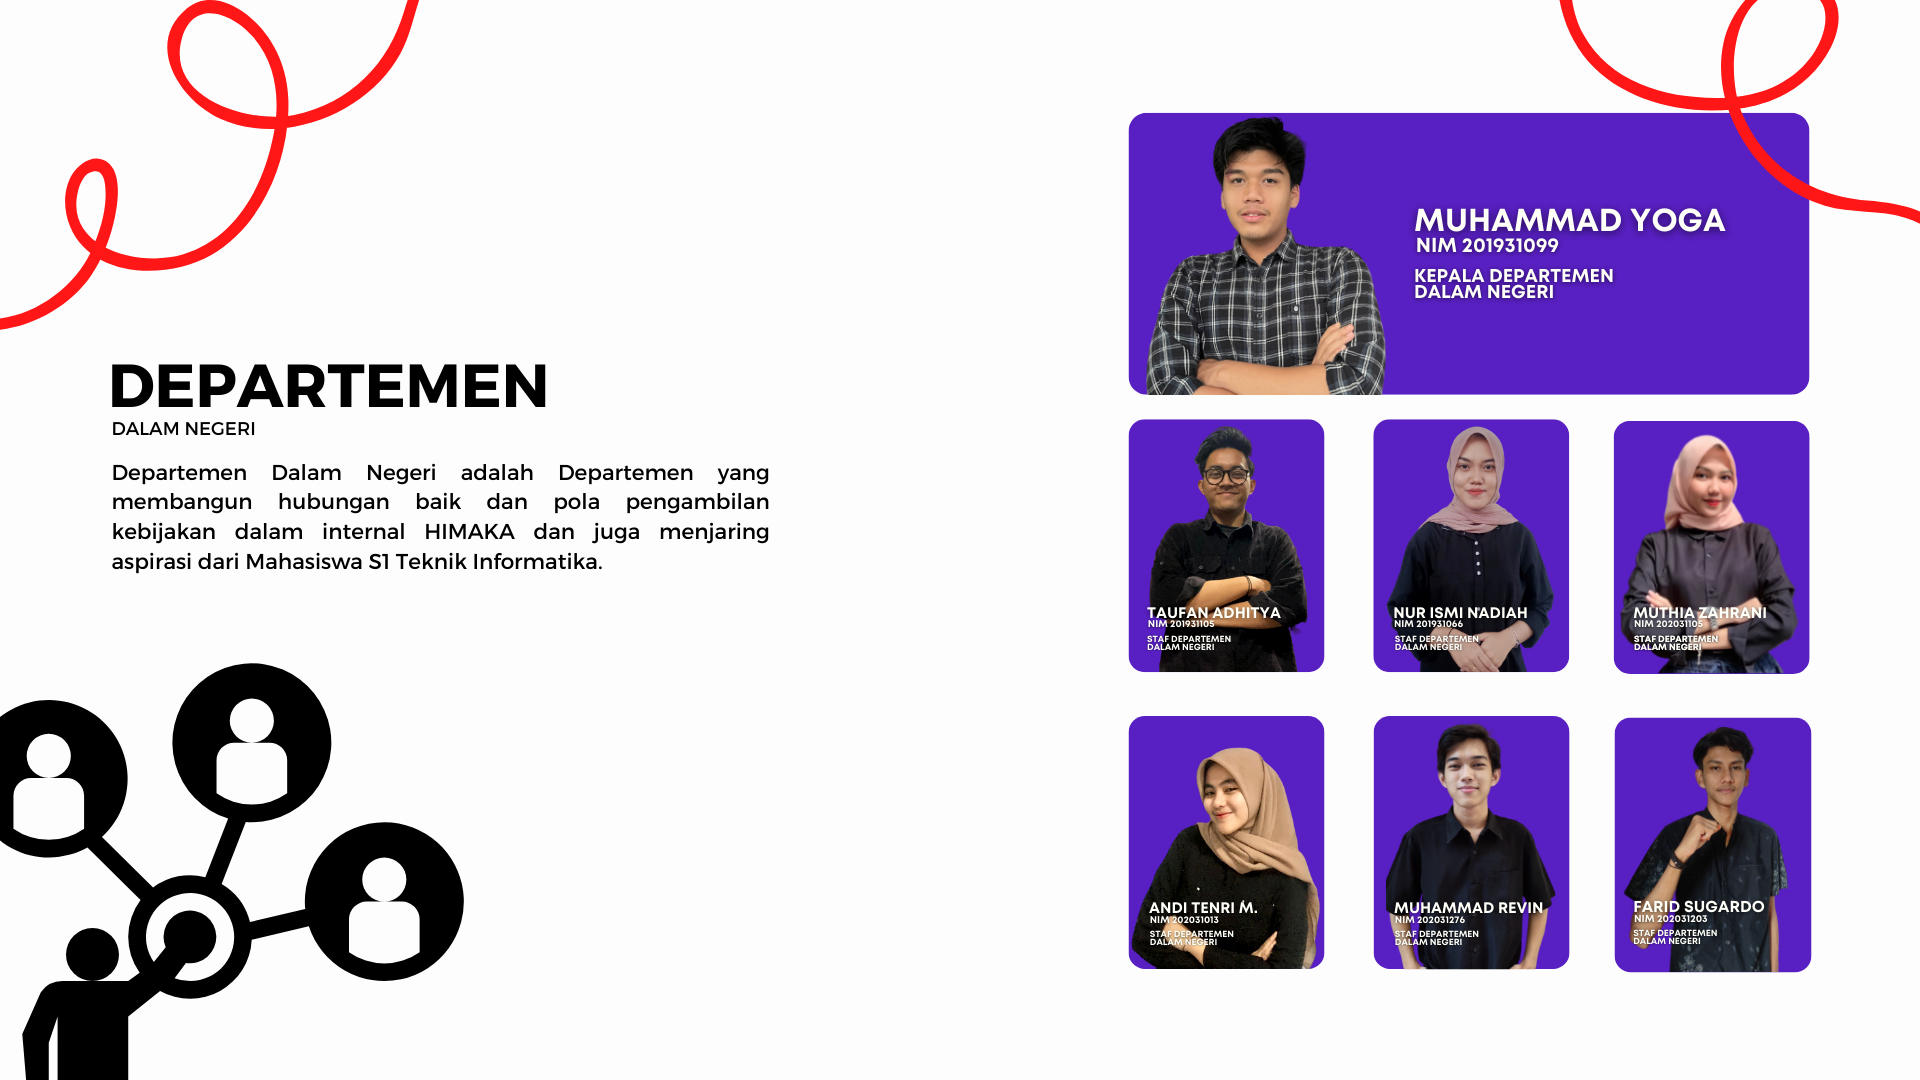 DEPARTEMEN
DALAM NEGERI
Departemen Dalam Negeri adalah Departemen yang
membangun hubungan baik dan pola pengambilan
kebijakan dalam internal HIMAKA dan juga menjaring
aspirasi dari Mahasiswa S1 Teknik Informatika.
MUHAMMAD YOGA
NIM 201931099
KEPALA DEPARTEMEN
DALAM NEGERI
TAUFAN ADHITYA
NIM 201931105
STAF DEPARTEMEN
DALAM NEGERI
NUR ISMI NADIAH
NIM 201931066
STAF DEPARTEMEN
DALAM NEGERI
MUTHIA ZAHRANI
NIM 202031105
STAF DEPARTEMEN
DALAM NEGERI
ANDI TENRI M.
NIM 202031013
STAF DEPARTEMEN
DALAM NEGERI
MUHAMMAD REVIN
NIM 202031276
STAF DEPARTEMEN
DALAM NEGERI
FARID SUGARDO
NIM 202031203
STAF DEPARTEMEN
DALAM NEGERI